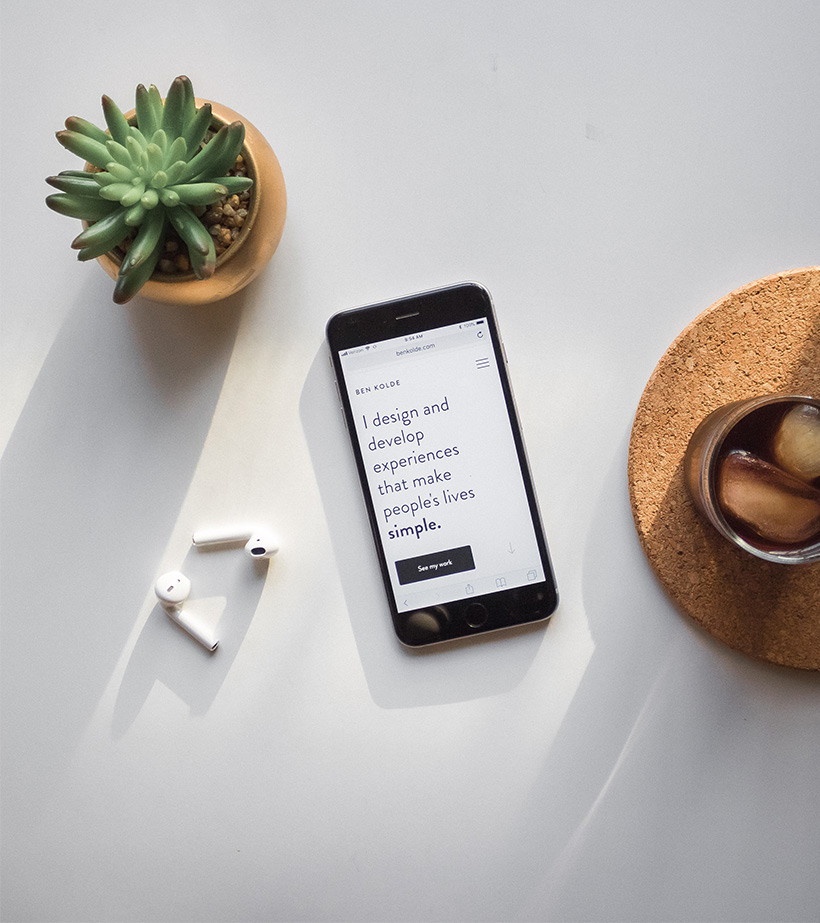 verizon 8:54 AM 100%
benkolde.com
BEN KOLDE
I design and
develop
experiences
that make
people's lives
simple.
See my work